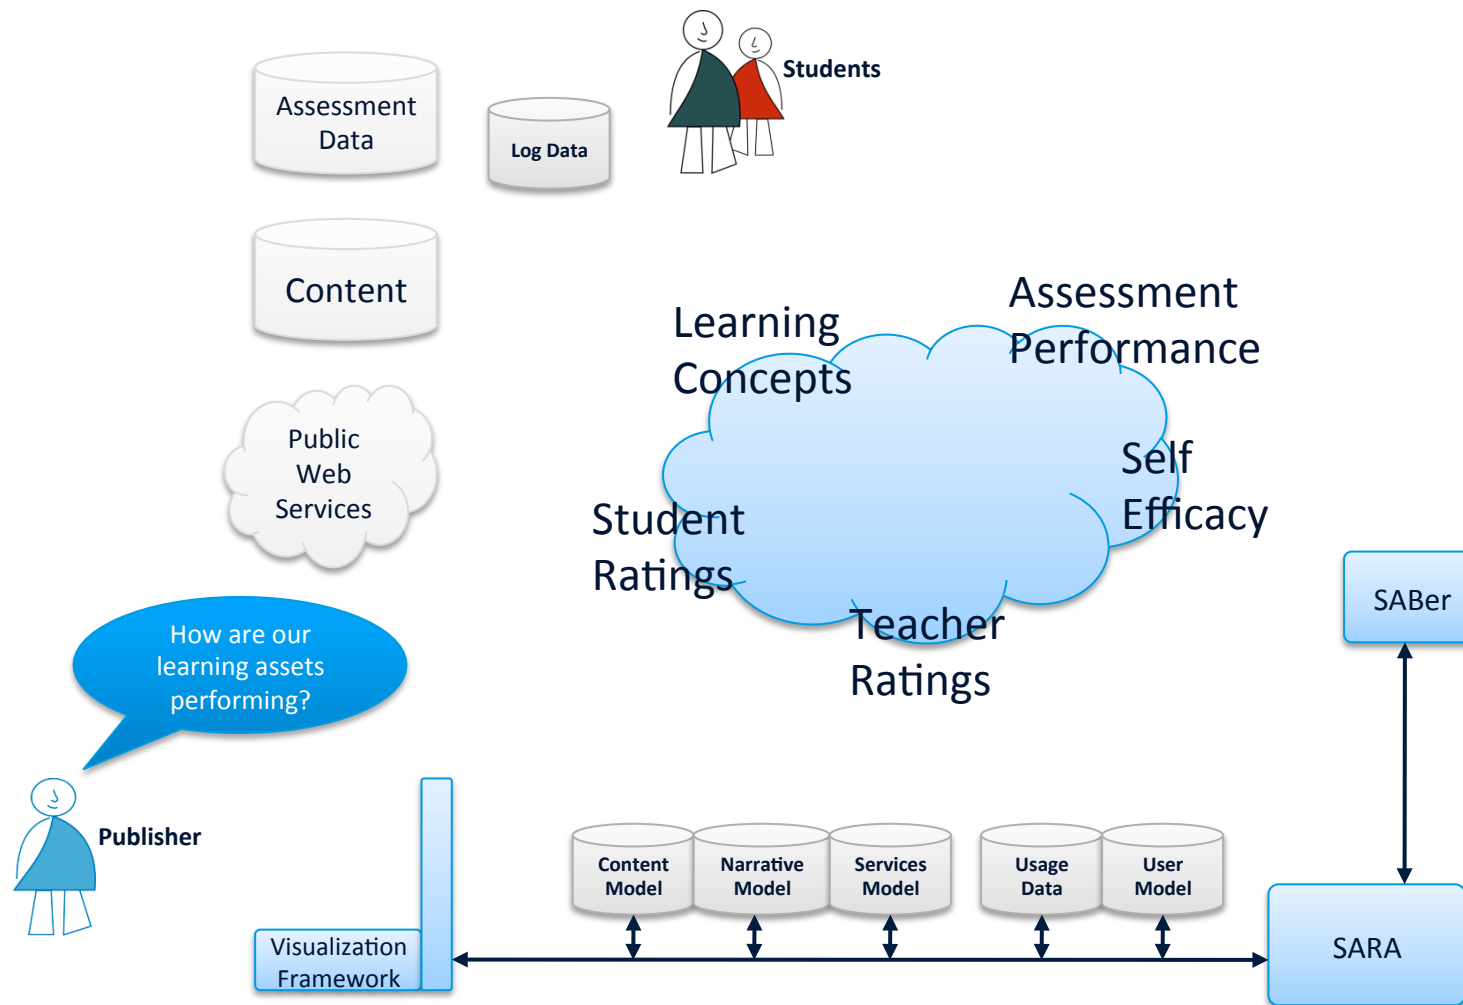 Students
Assessment
Data
Log Data
Content
Learning
Concepts
Assessment
Performance
Public
Web
Services
Self
Efficacy
Student
Ratings
Teacher
Ratings
SABer
How are our
learning assets
performing?
Publisher
Content
Model
Narrative
Model
Services
Model
Usage
Data
User
Model
Visualization
Framework
SARA